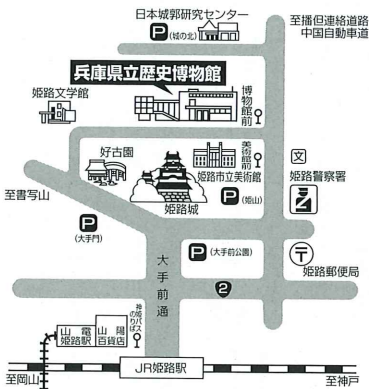 日本城郭研究センター
P(城の北)
至播但連絡道路
中国自動車道
兵庫県立歴史博物館
姫路文学館
博物館前
美術館前
好古園
姫路市立美術館
文
姫路警察署
至書写山
姫路城
P(姫山)
P
(大手門)
P(大手前公園)
〒
姫路郵便局
大手前通
2
神姫バスのりば
山電姫路駅
山陽百貨店
JR姫路駅
至岡山
至神戸